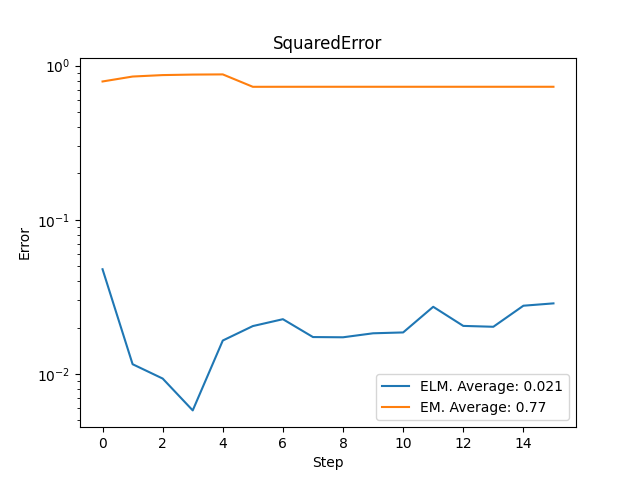 SquaredError
10⁰
10⁻¹
10⁻²
Error
0 2 4 6 8 10 12 14
Step
ELM. Average: 0.021
EM. Average: 0.77